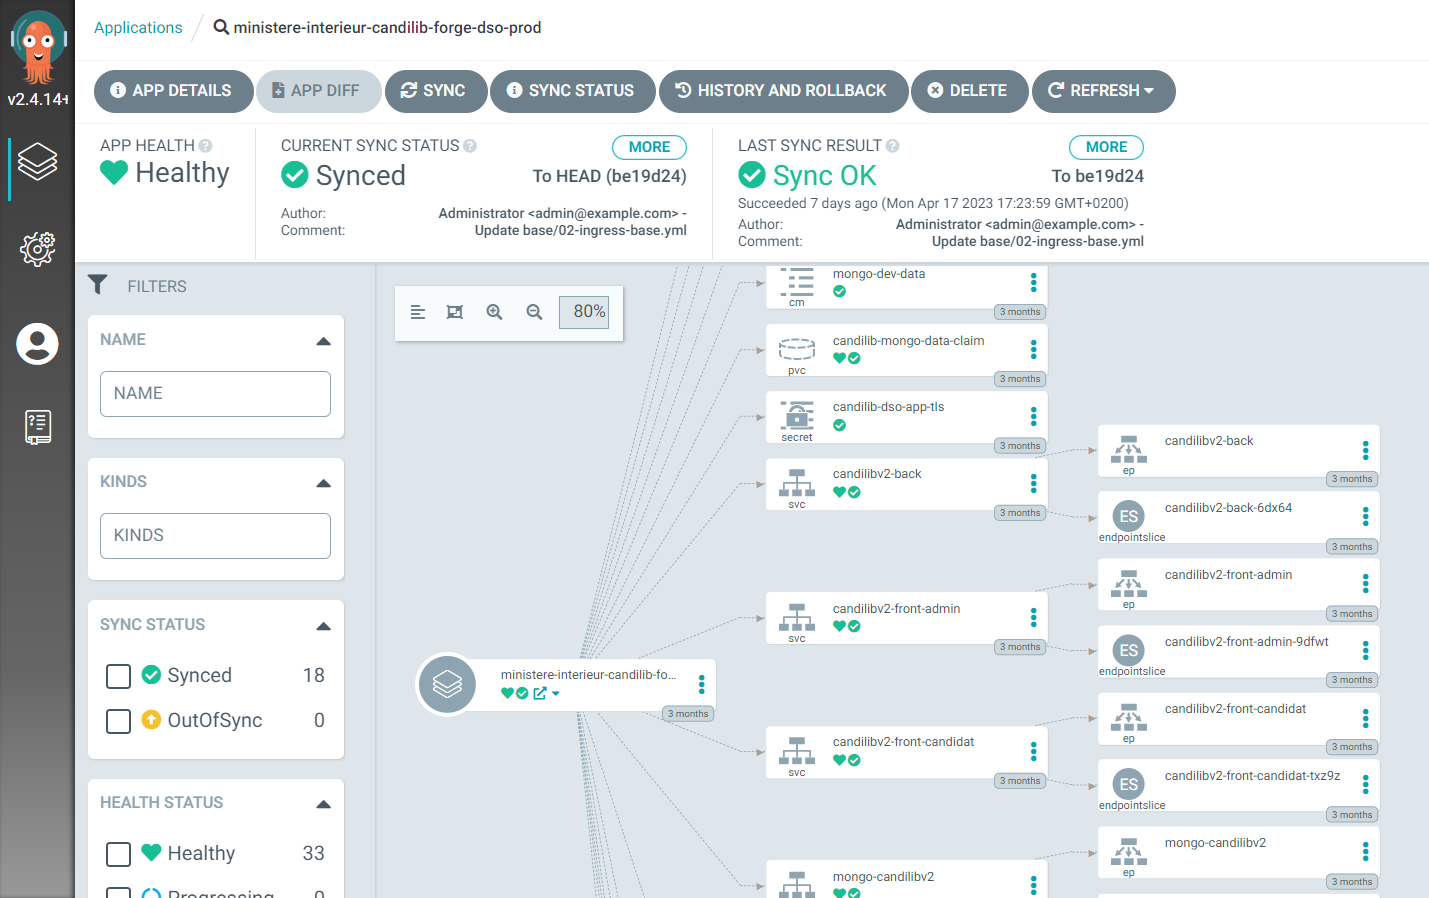 Applications
ministere-interieur-candilib-forge-dso-prod
v2.4.14+
APP DETAILS
APP DIFF
SYNC
SYNC STATUS
HISTORY AND ROLLBACK
DELETE
REFRESH
APP HEALTH
Healthy
CURRENT SYNC STATUS
MORE
Synced
To HEAD (be19d24)
Author:
Administrator <admin@example.com> -
Comment:
Update base/02-ingress-base.yml
LAST SYNC RESULT
MORE
Sync OK
To be19d24
Succeeded 7 days ago (Mon Apr 17 2023 17:23:59 GMT+0200)
Author:
Administrator <admin@example.com> -
Comment:
Update base/02-ingress-base.yml
FILTERS
NAME
NAME
KINDS
KINDS
SYNC STATUS
Synced 18
OutOfSync 0
HEALTH STATUS
Healthy 33
Progressing 0
80%
ministere-interieur-candilib-fo...
3 months
mongo-dev-data
cm
3 months
candilib-mongo-data-claim
pvc
3 months
candilib-dso-app-tls
secret
3 months
candilibv2-back
svc
3 months
candilibv2-front-admin
svc
3 months
candilibv2-front-candidat
svc
3 months
mongo-candilibv2
svc
candilibv2-back
ep
3 months
ES
candilibv2-back-6dx64
endpointslice
3 months
candilibv2-front-admin
ep
3 months
ES
candilibv2-front-admin-9dfwt
endpointslice
3 months
candilibv2-front-candidat
ep
3 months
ES
candilibv2-front-candidat-txz9z
endpointslice
3 months
mongo-candilibv2
ep
3 months